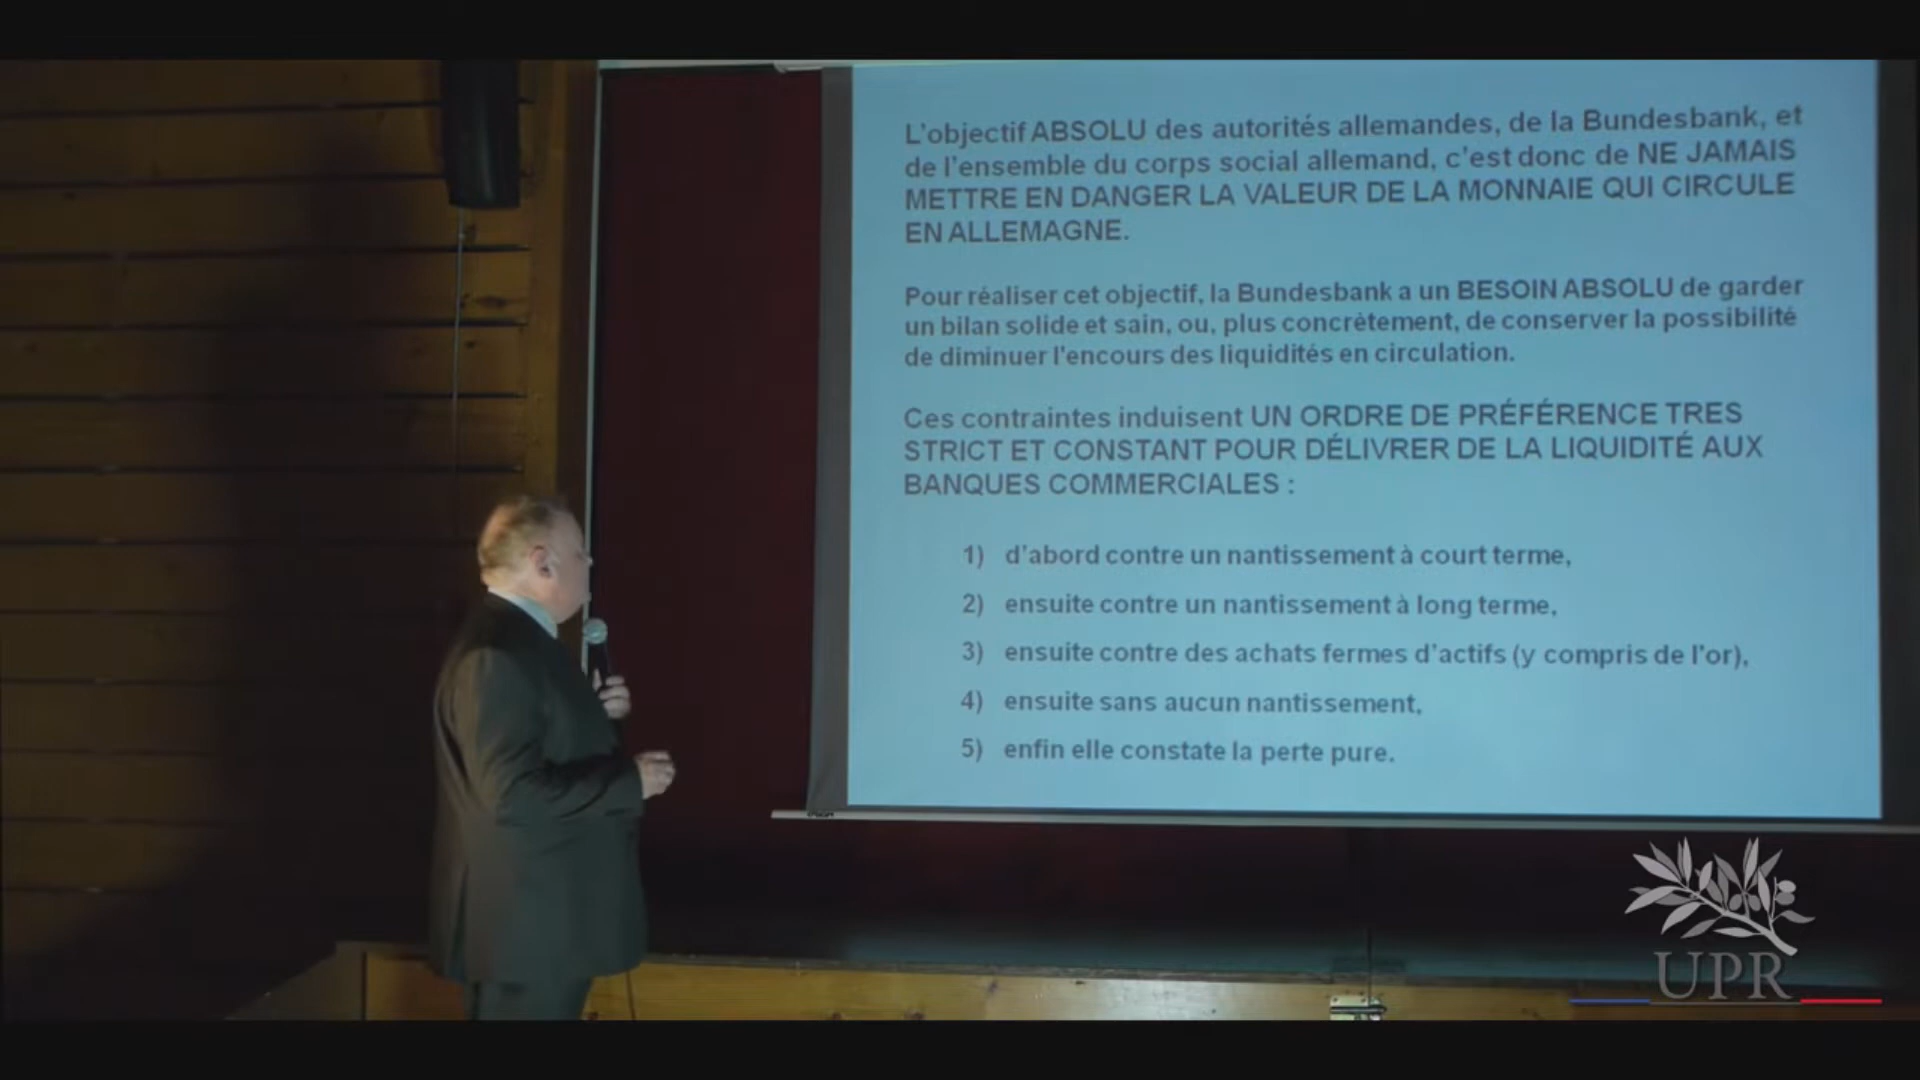 L'objectif ABSOLU des autorités allemandes, de la Bundesbank, et
de l'ensemble du corps social allemand, c'est donc de NE JAMAIS
METTRE EN DANGER LA VALEUR DE LA MONNAIE QUI CIRCULE
EN ALLEMAGNE.
Pour réaliser cet objectif, la Bundesbank a un BESOIN ABSOLU de garder
un bilan solide et sain, ou, plus concrètement, de conserver la possibilité
de diminuer l'encours des liquidités en circulation.
Ces contraintes induisent UN ORDRE DE PRÉFÉRENCE TRES
STRICT ET CONSTANT POUR DÉLIVRER DE LA LIQUIDITÉ AUX
BANQUES COMMERCIALES :
1) d'abord contre un nantissement à court terme,
2) ensuite contre un nantissement à long terme,
3) ensuite contre des achats fermes d'actifs (y compris de l'or),
4) ensuite sans aucun nantissement,
5) enfin elle constate la perte pure.
UPR